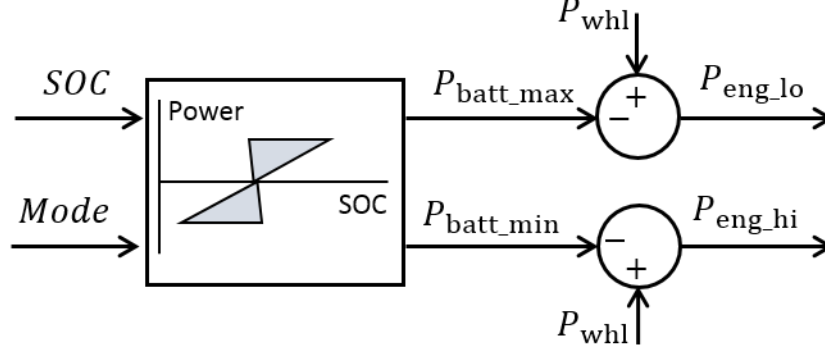 P_whl
SOC
Power
P_batt_max
+
−
P_eng_lo
SOC
Mode
P_batt_min
−
+
P_eng_hi
P_whl